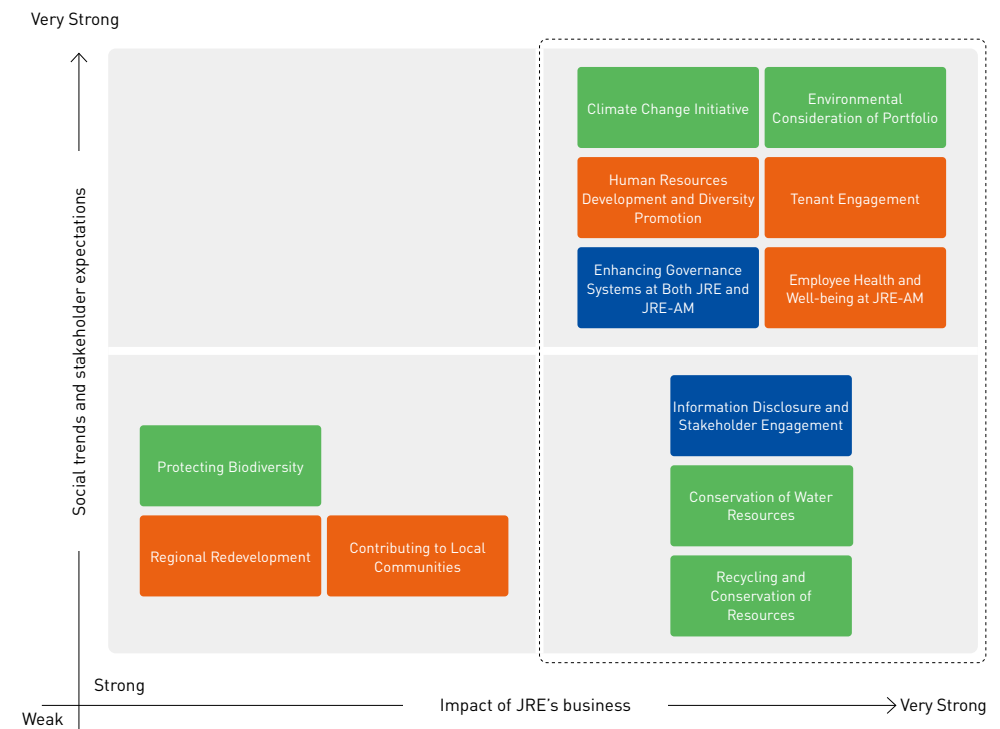 Very Strong
Social trends and stakeholder expectations
Climate Change Initiative
Environmental
Consideration of Portfolio
Human Resources
Development and Diversity
Promotion
Tenant Engagement
Enhancing Governance
Systems at Both JRE and
JRE-AM
Employee Health and
Well-being at JRE-AM
Information Disclosure and
Stakeholder Engagement
Protecting Biodiversity
Conservation of Water
Resources
Regional Redevelopment
Contributing to Local
Communities
Recycling and
Conservation of
Resources
Strong
Weak
Impact of JRE's business
Very Strong